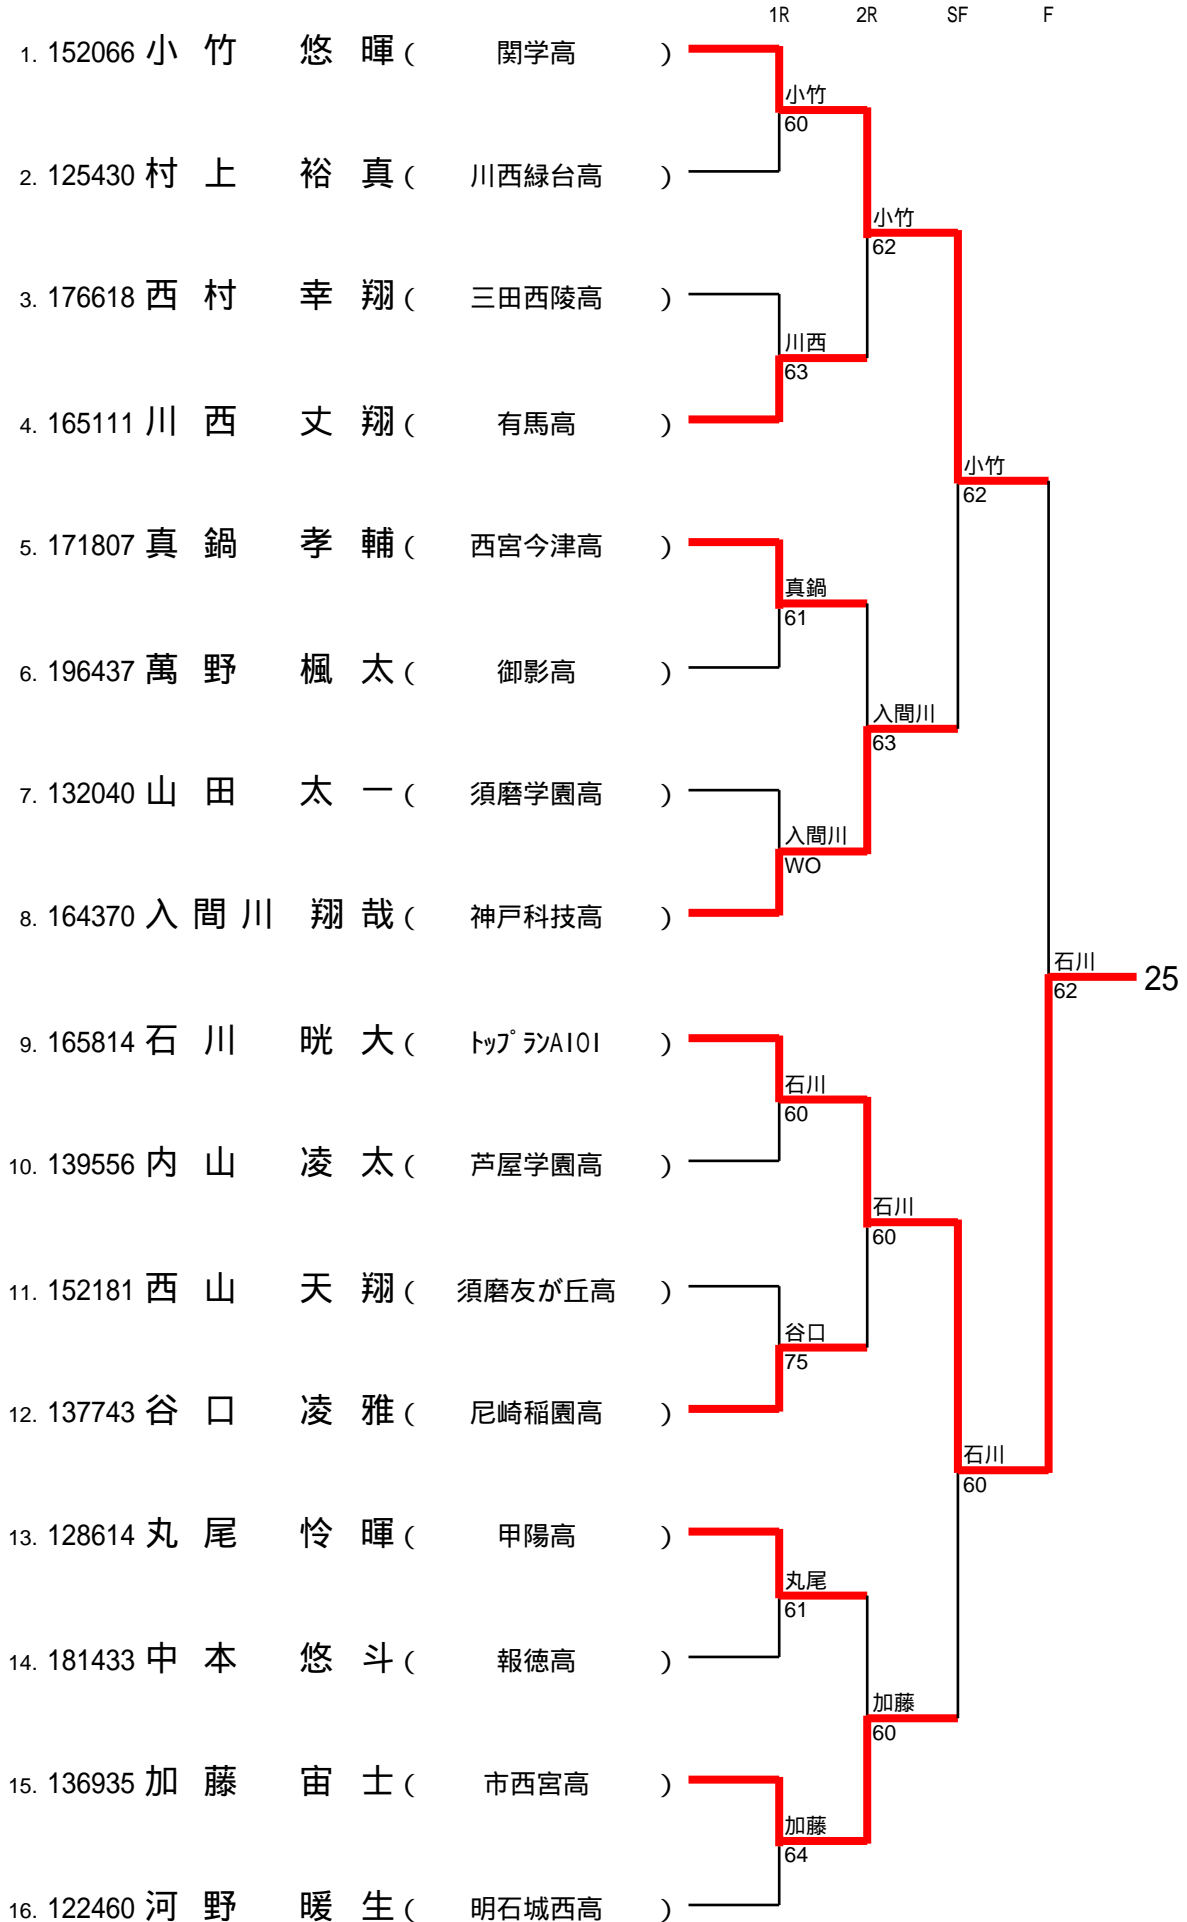 1R 2R SF F
1. 152066 小竹 悠暉 ( 関学高 )
小竹
60
2. 125430 村上 裕真 ( 川西緑台高 )
小竹
62
3. 176618 西村 幸翔 ( 三田西陵高 )
川西
63
4. 165111 川西 丈翔 ( 有馬高 )
小竹
62
5. 171807 真鍋 孝輔 ( 西宮今津高 )
真鍋
61
6. 196437 萬野 楓太 ( 御影高 )
入間川
63
7. 132040 山田 太一 ( 須磨学園高 )
入間川
WO
8. 164370 入間川 翔哉 ( 神戸科技高 )
石川
62
25
9. 165814 石川 晄大 ( トップランAIOI )
石川
60
10. 139556 内山 凌太 ( 芦屋学園高 )
石川
60
11. 152181 西山 天翔 ( 須磨友が丘高 )
谷口
75
12. 137743 谷口 凌雅 ( 尼崎稲園高 )
石川
60
13. 128614 丸尾 怜暉 ( 甲陽高 )
丸尾
61
14. 181433 中本 悠斗 ( 報徳高 )
加藤
60
15. 136935 加藤 宙士 ( 市西宮高 )
加藤
64
16. 122460 河野 暖生 ( 明石城西高 )